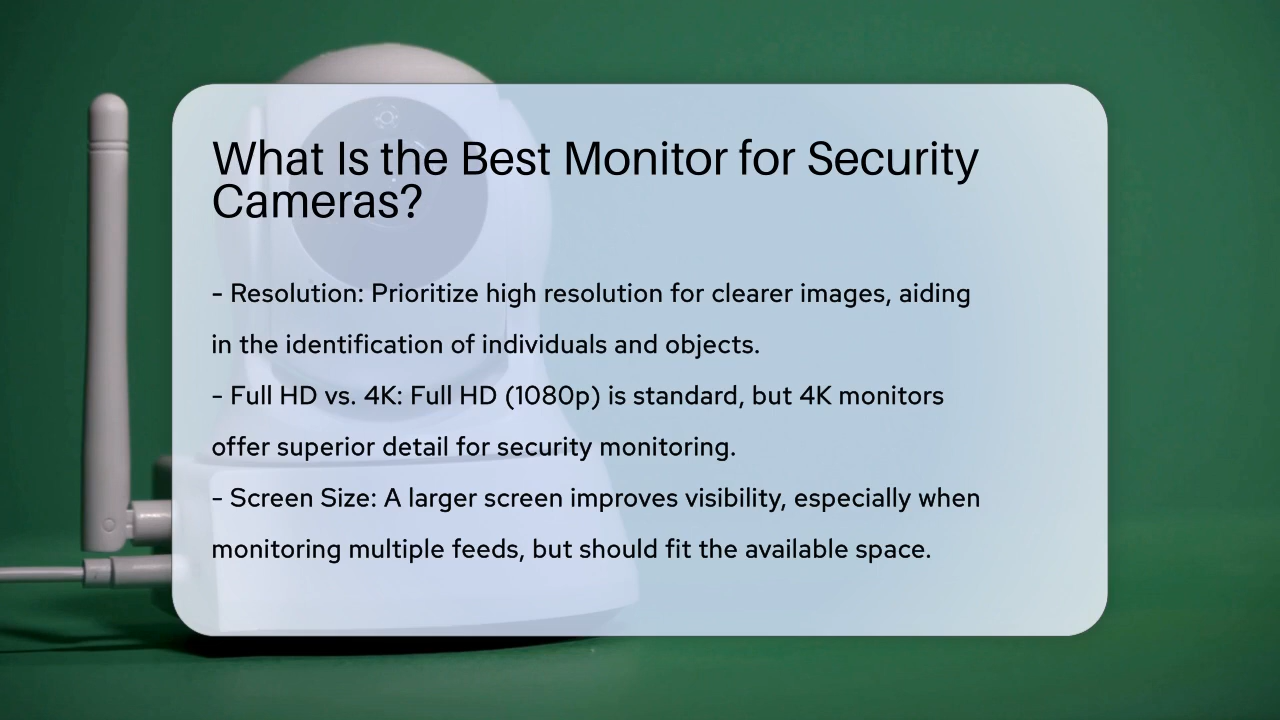 What Is the Best Monitor for Security
Cameras?
- Resolution: Prioritize high resolution for clearer images, aiding
in the identification of individuals and objects.
- Full HD vs. 4K: Full HD (1080p) is standard, but 4K monitors
offer superior detail for security monitoring.
- Screen Size: A larger screen improves visibility, especially when
monitoring multiple feeds, but should fit the available space.